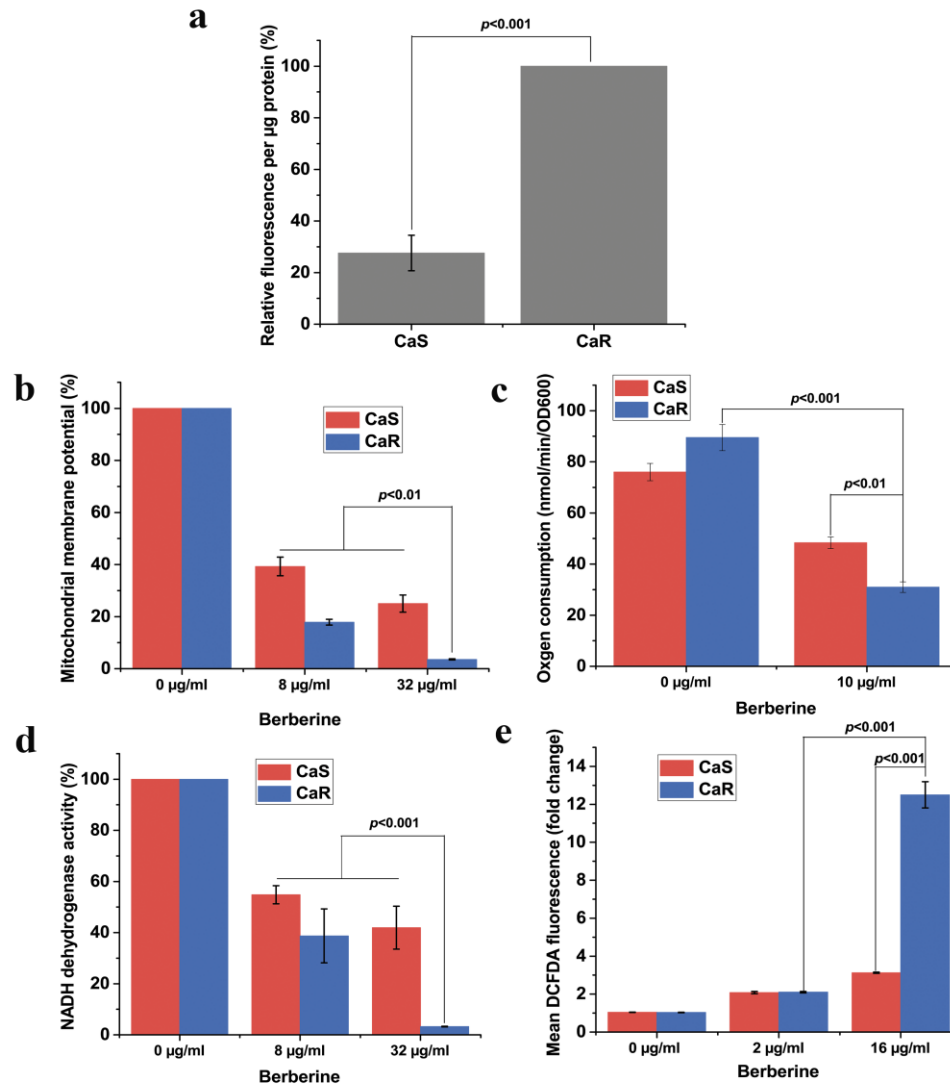 a
p<0.001
Relative fluorescence per µg protein (%)
100
80
60
40
20
0
CaS
CaR
b
Mitochondrial membrane potential (%)
100
80
60
40
20
0
CaS
CaR
p<0.01
0 µg/ml
8 µg/ml
32 µg/ml
Berberine
c
Oxgen consumption (nmol/min/OD600)
100
80
60
40
20
0
CaS
CaR
p<0.001
p<0.01
0 µg/ml
10 µg/ml
Berberine
d
NADH dehydrogenase activity (%)
100
80
60
40
20
0
CaS
CaR
p<0.001
0 µg/ml
8 µg/ml
32 µg/ml
Berberine
e
Mean DCFDA fluorescence (fold change)
14
12
10
8
6
4
2
0
CaS
CaR
p<0.001
p<0.001
0 µg/ml
2 µg/ml
16 µg/ml
Berberine